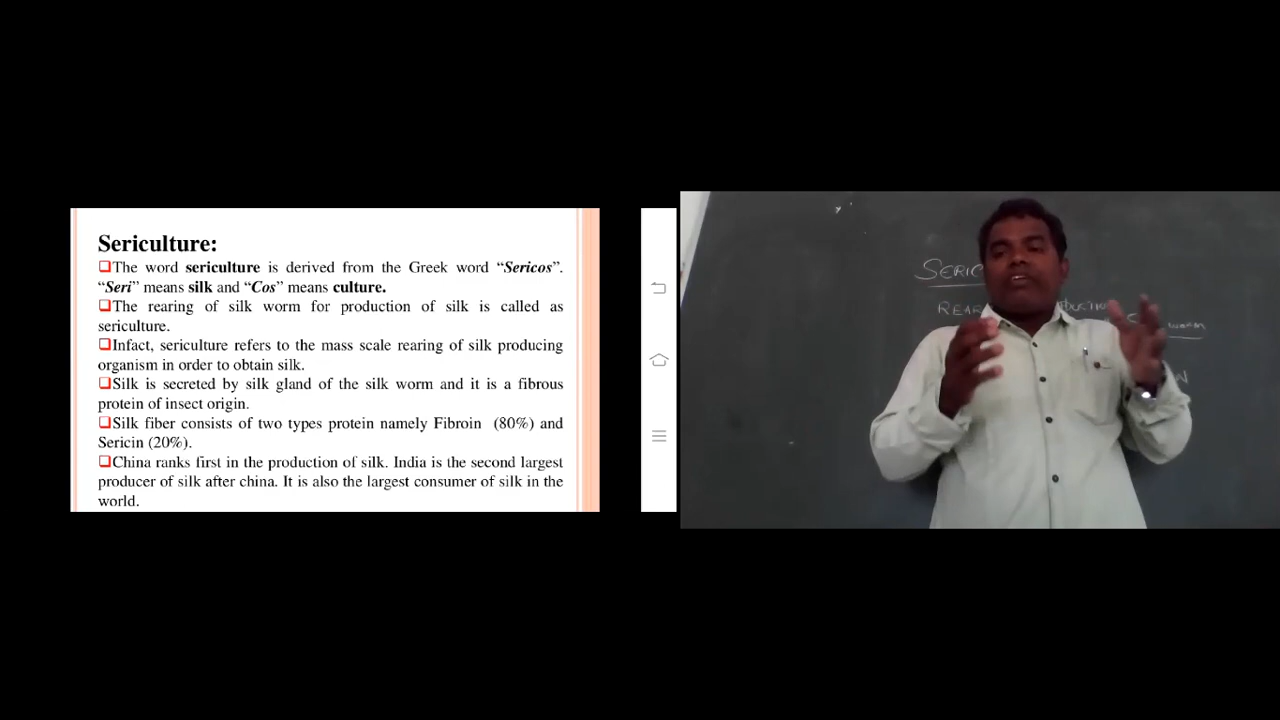 Sericulture:
❑The word sericulture is derived from the Greek word “Sericos”.
“Seri” means silk and “Cos” means culture.
❑The rearing of silk worm for production of silk is called as
sericulture.
❑Infact, sericulture refers to the mass scale rearing of silk producing
organism in order to obtain silk.
❑Silk is secreted by silk gland of the silk worm and it is a fibrous
protein of insect origin.
❑Silk fiber consists of two types protein namely Fibroin (80%) and
Sericin (20%).
❑China ranks first in the production of silk. India is the second largest
producer of silk after china. It is also the largest consumer of silk in the
world.
SERIC
REAR
WORM